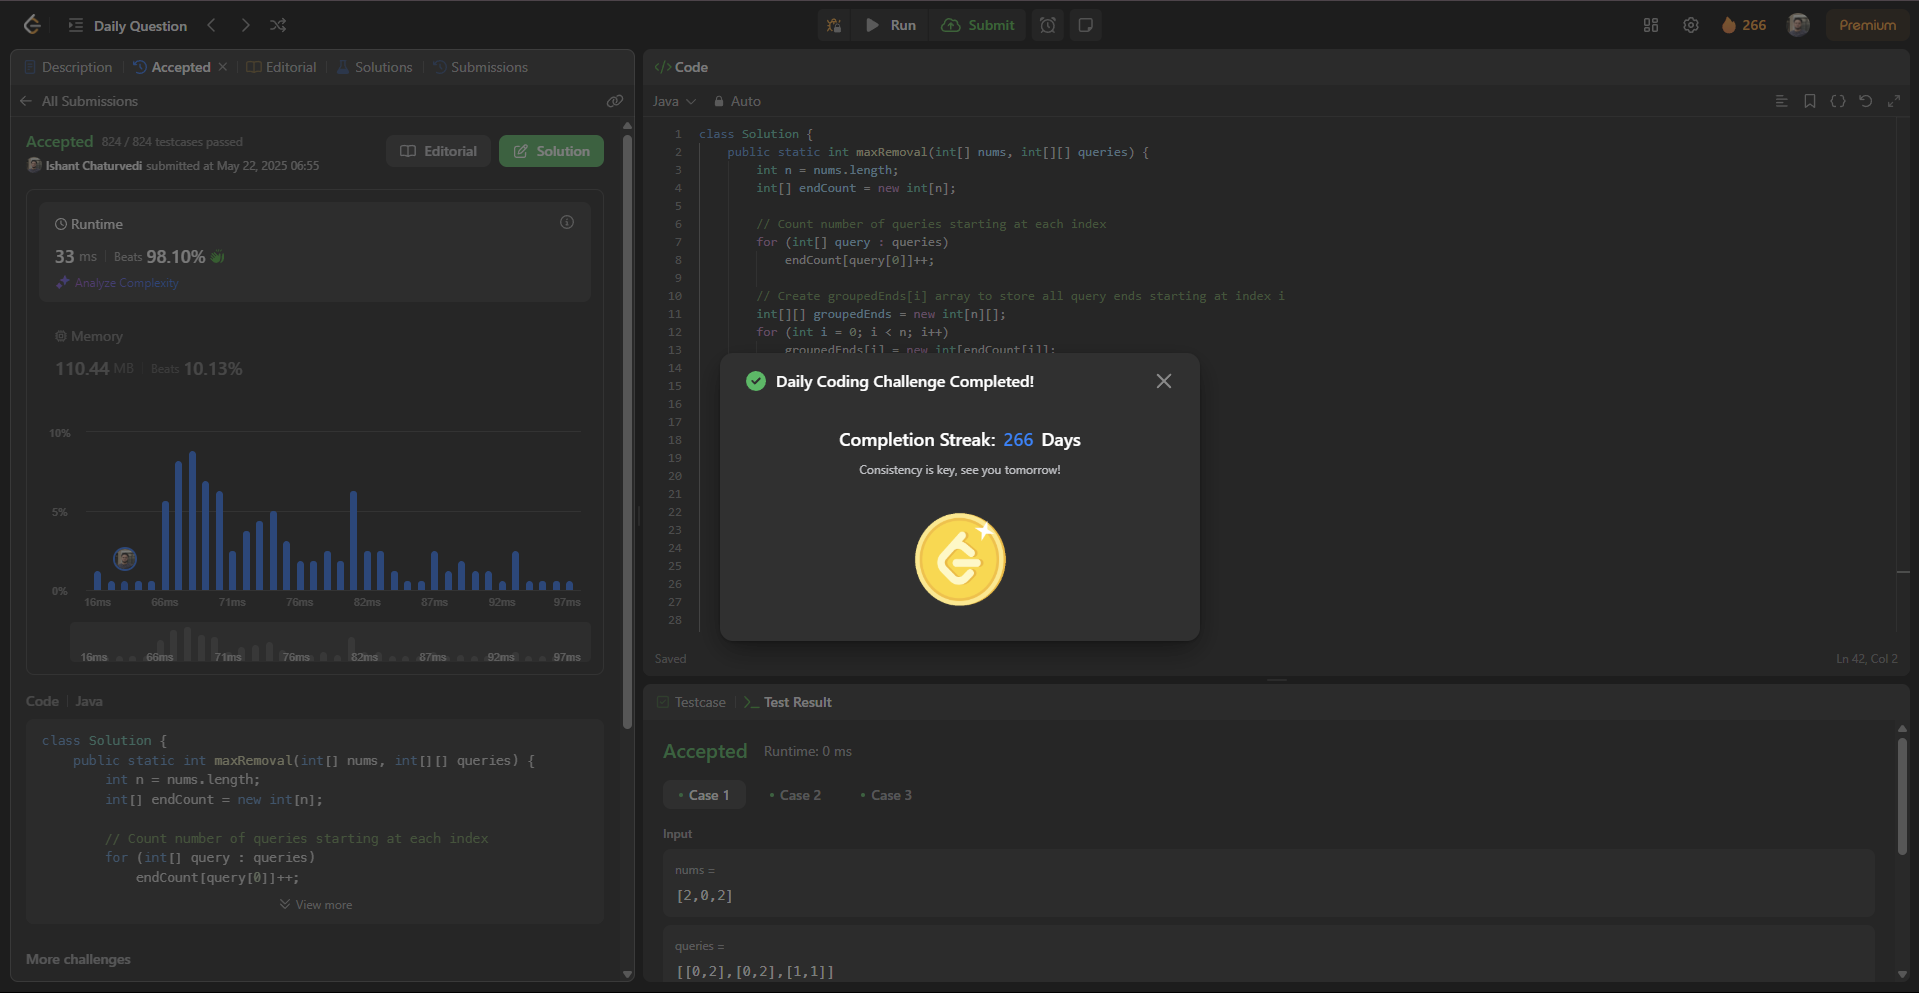 Daily Question
Run
Submit
266
Premium
Description
Accepted
Editorial
Solutions
Submissions
All Submissions
Accepted 824 / 824 testcases passed
Ishant Chaturvedi submitted at May 22, 2025 06:55
Editorial
Solution
Runtime
33 ms Beats 98.10%
Analyze Complexity
Memory
110.44 MB Beats 10.13%
10%
5%
0%
16ms 66ms 71ms 76ms 82ms 87ms 92ms 97ms
16ms 66ms 71ms 76ms 82ms 87ms 92ms 97ms
Code Java
class Solution {
public static int maxRemoval(int[] nums, int[][] queries) {
int n = nums.length;
int[] endCount = new int[n];
// Count number of queries starting at each index
for (int[] query : queries)
endCount[query[0]]++;
View more
More challenges
</> Code
Java
Auto
1 class Solution {
2 public static int maxRemoval(int[] nums, int[][] queries) {
3 int n = nums.length;
4 int[] endCount = new int[n];
5
6 // Count number of queries starting at each index
7 for (int[] query : queries)
8 endCount[query[0]]++;
9
10 // Create groupedEnds[i] array to store all query ends starting at index i
11 int[][] groupedEnds = new int[n][];
12 for (int i = 0; i < n; i++)
13 groupedEnds[i] = new int[endCount[i]];
14
15
16
17
18
19
20
21
22
23
24
25
26
27
28
Daily Coding Challenge Completed!
Completion Streak: 266 Days
Consistency is key, see you tomorrow!
Saved
Ln 42, Col 2
Testcase
Test Result
Accepted Runtime: 0 ms
Case 1
Case 2
Case 3
Input
nums =
[2,0,2]
queries =
[[0,2],[0,2],[1,1]]